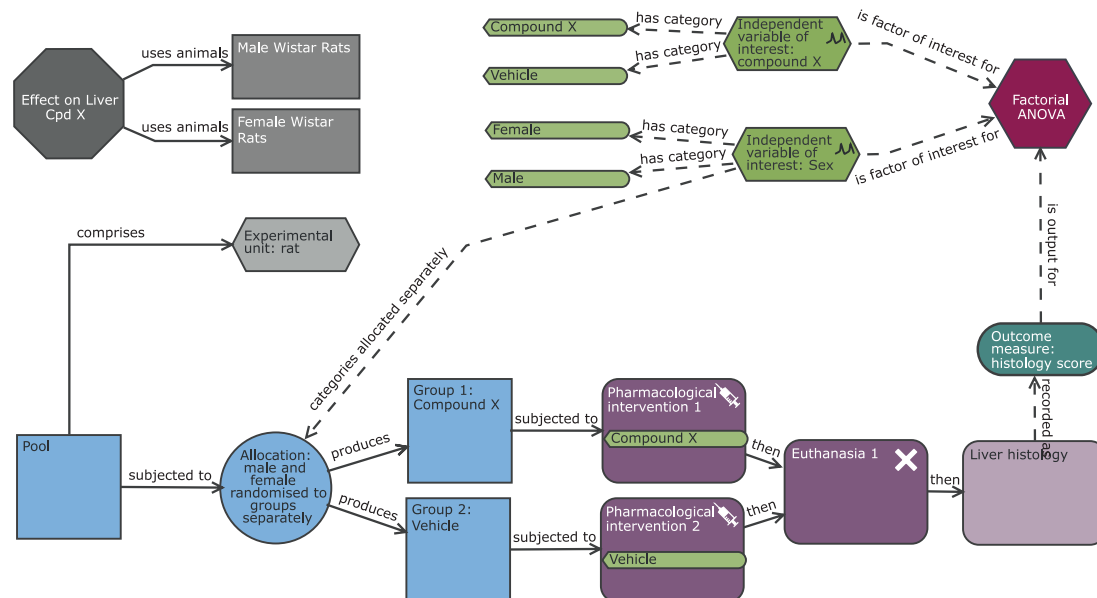 Effect on Liver
Cpd X
uses animals
Male Wistar Rats
uses animals
Female Wistar
Rats
Compound X
has category
Independent
variable of
interest:
compound X
is factor of interest for
has category
Vehicle
Factorial
ANOVA
Female
has category
Independent
variable of
interest: Sex
has category
is factor of interest for
Male
comprises
Experimental
unit: rat
categories allocated separately
is output for
Outcome
measure:
histology score
recorded as
Pool
subjected to
Allocation:
male and
female
randomised to
groups
separately
produces
Group 1:
Compound X
subjected to
Pharmacological
intervention 1
Compound X
then
produces
Group 2:
Vehicle
subjected to
Pharmacological
intervention 2
Vehicle
then
Euthanasia 1
then
Liver histology